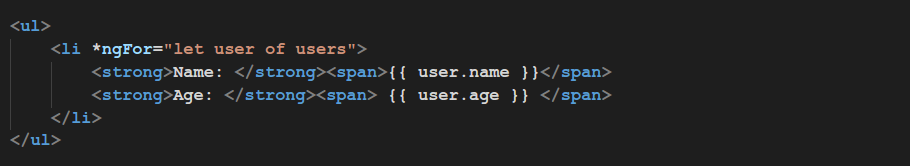 <ul>
<li *ngFor="let user of users">
<strong>Name: </strong><span>{{ user.name }}</span>
<strong>Age: </strong><span> {{ user.age }} </span>
</li>
</ul>